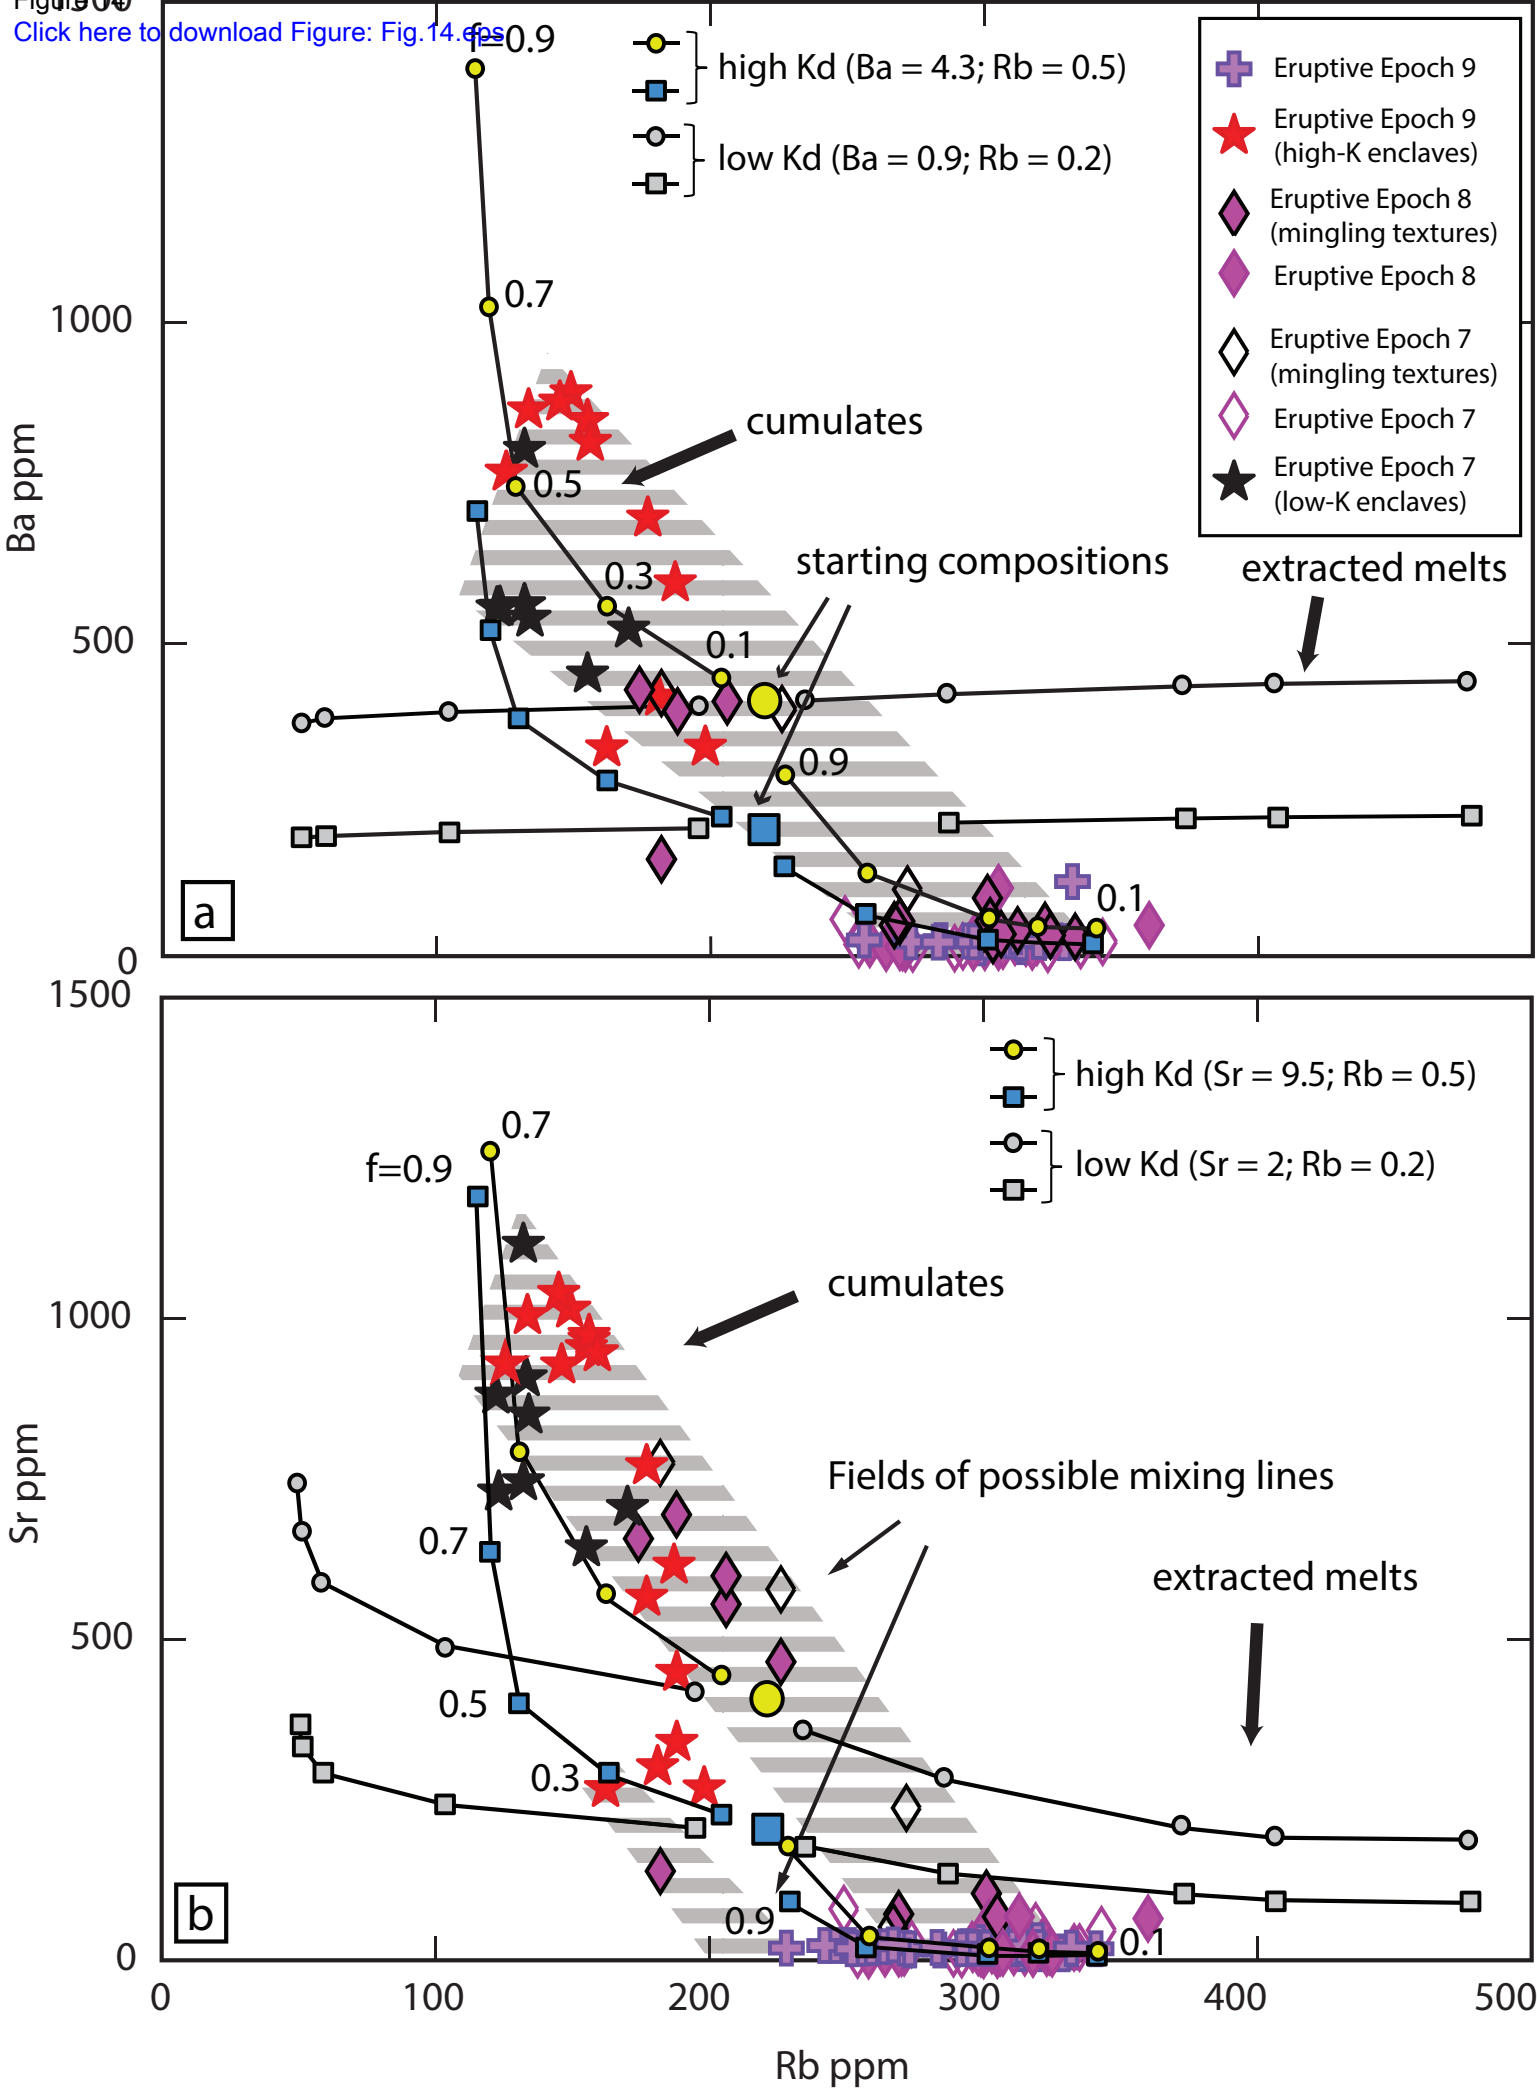 Click here to download Figure: Fig.14.eps
f=0.9
high Kd (Ba = 4.3; Rb = 0.5)
low Kd (Ba = 0.9; Rb = 0.2)
Eruptive Epoch 9
Eruptive Epoch 9
(high-K enclaves)
Eruptive Epoch 8
(mingling textures)
Eruptive Epoch 8
Eruptive Epoch 7
(mingling textures)
Eruptive Epoch 7
Eruptive Epoch 7
(low-K enclaves)
0.7
1000
cumulates
0.5
Ba ppm
starting compositions
extracted melts
0.3
500
0.1
0.9
0.1
a
0
1500
high Kd (Sr = 9.5; Rb = 0.5)
low Kd (Sr = 2; Rb = 0.2)
0.7
f=0.9
cumulates
1000
Sr ppm
Fields of possible mixing lines
0.7
extracted melts
500
0.5
0.3
b
0.9
0.1
0
0
100
200
300
400
500
Rb ppm